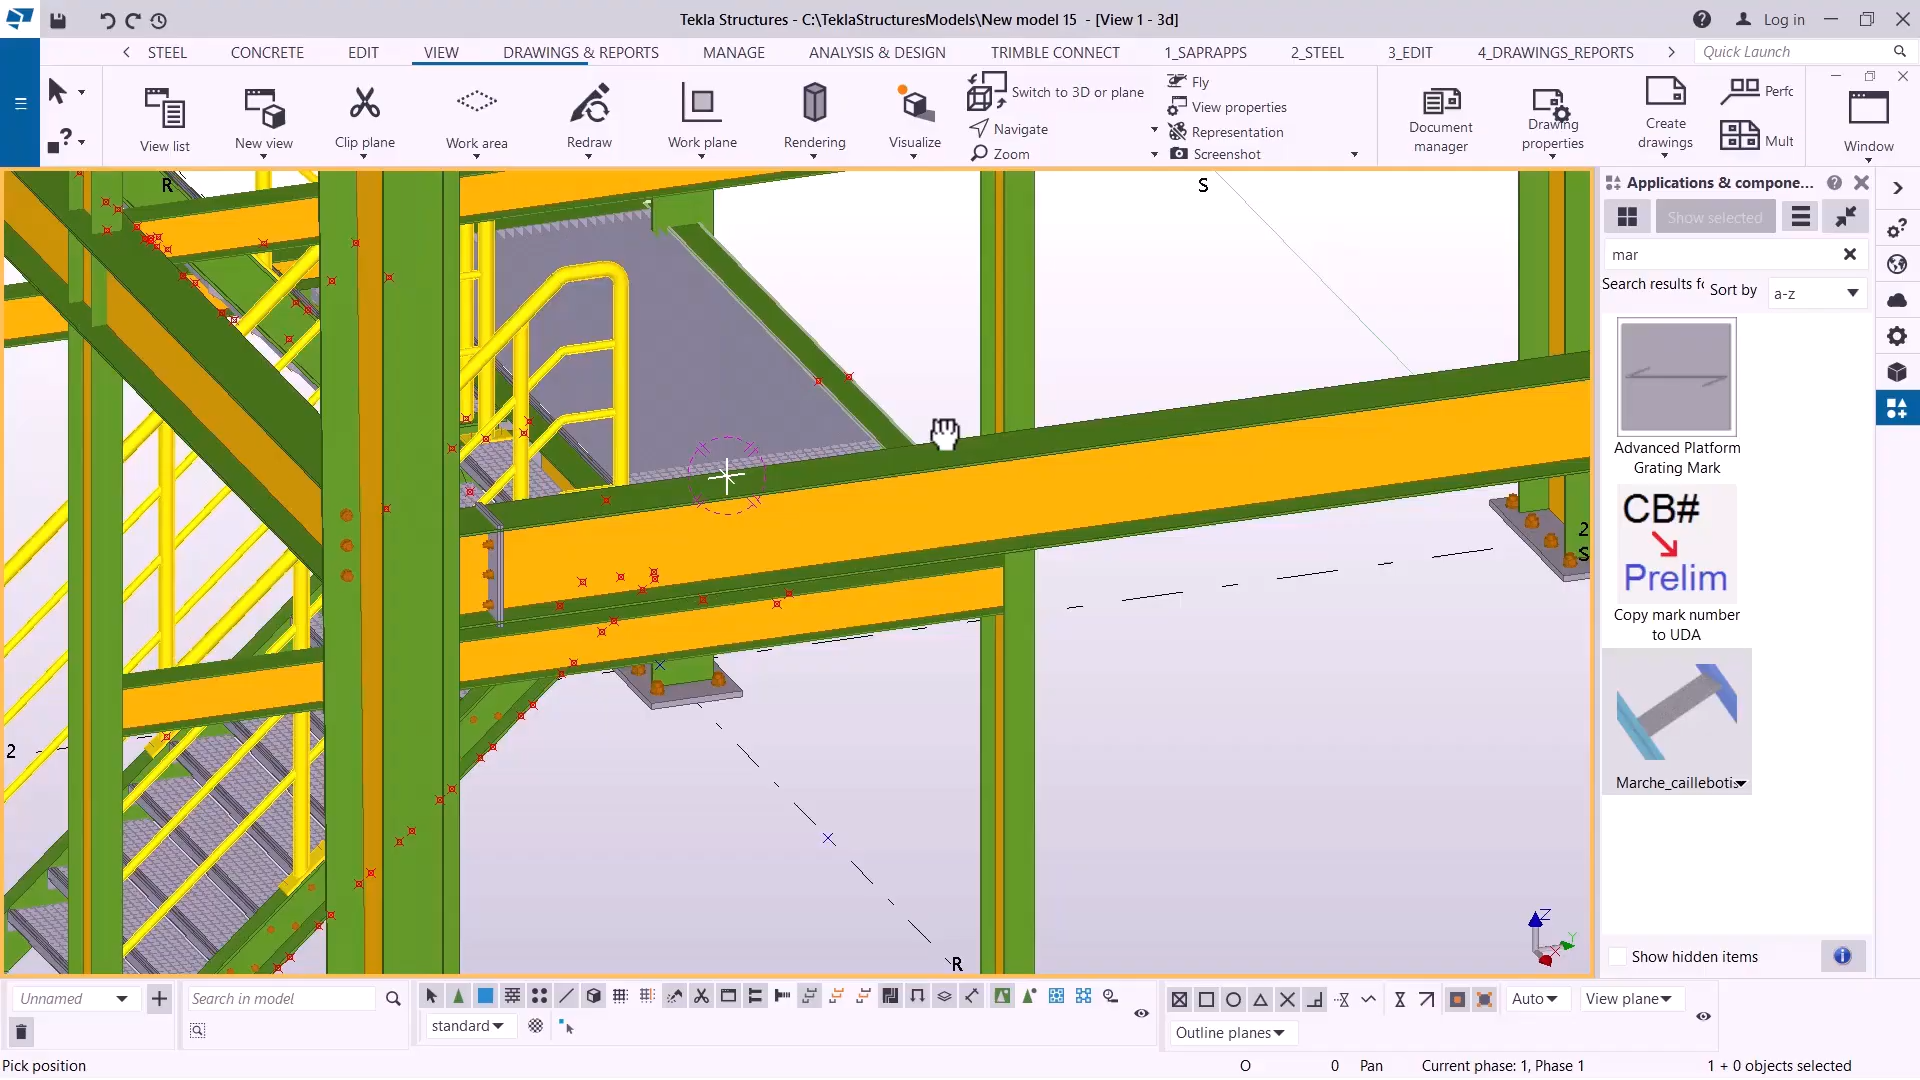 Tekla Structures - C:\TeklaStructuresModels\New model 15 - [View 1 - 3d]
Log in
STEEL
CONCRETE
EDIT
VIEW
DRAWINGS & REPORTS
MANAGE
ANALYSIS & DESIGN
TRIMBLE CONNECT
1_SAPRAPPS
2_STEEL
3_EDIT
4_DRAWINGS_REPORTS
Quick Launch
View list
New view
Clip plane
Work area
Redraw
Work plane
Rendering
Visualize
Switch to 3D or plane
Navigate
Zoom
Fly
View properties
Representation
Screenshot
Document manager
Drawing properties
Create drawings
Perfc
Mult
Window
R
S
2
S
2
R
Z
Y
X
Applications & compone...
Show selected
mar
Search results fo
Sort by
a-z
Advanced Platform
Grating Mark
CB#
Prelim
Copy mark number
to UDA
Marche_caillebotis
Show hidden items
Unnamed
Search in model
standard
Auto
View plane
Outline planes
Pick position
O
0
Pan
Current phase: 1, Phase 1
1 + 0 objects selected